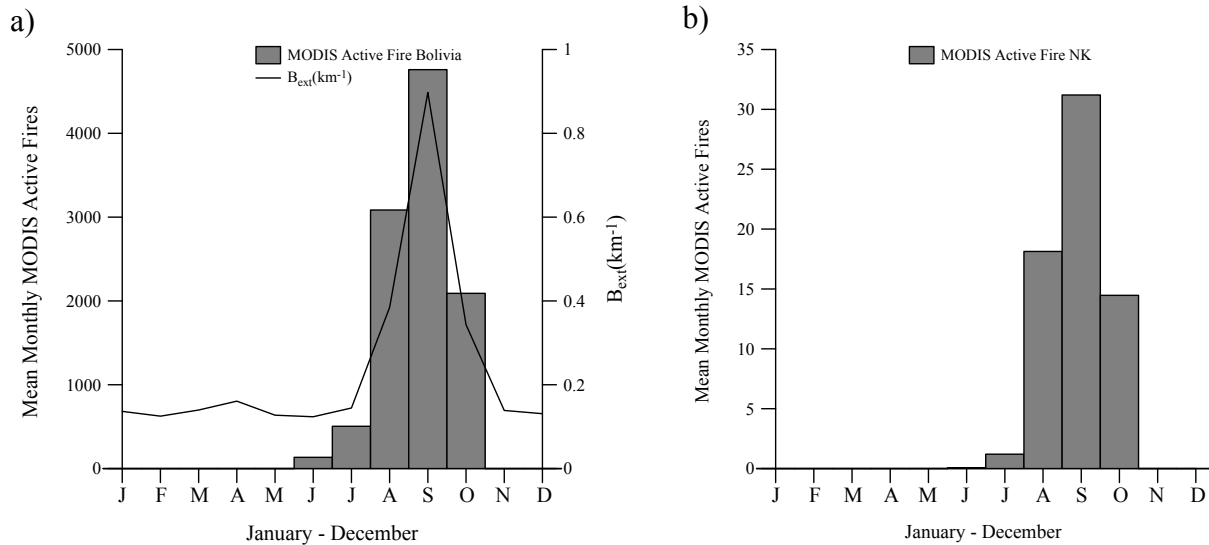 a)
MODIS Active Fire Bolivia
Bext(km-1)
5000
4000
3000
2000
1000
0
Mean Monthly MODIS Active Fires
1
0.8
0.6
0.4
0.2
0
Bext(km-1)
J F M A M J J A S O N D
January - December
b)
MODIS Active Fire NK
35
30
25
20
15
10
5
0
Mean Monthly MODIS Active Fires
J F M A M J J A S O N D
January - December